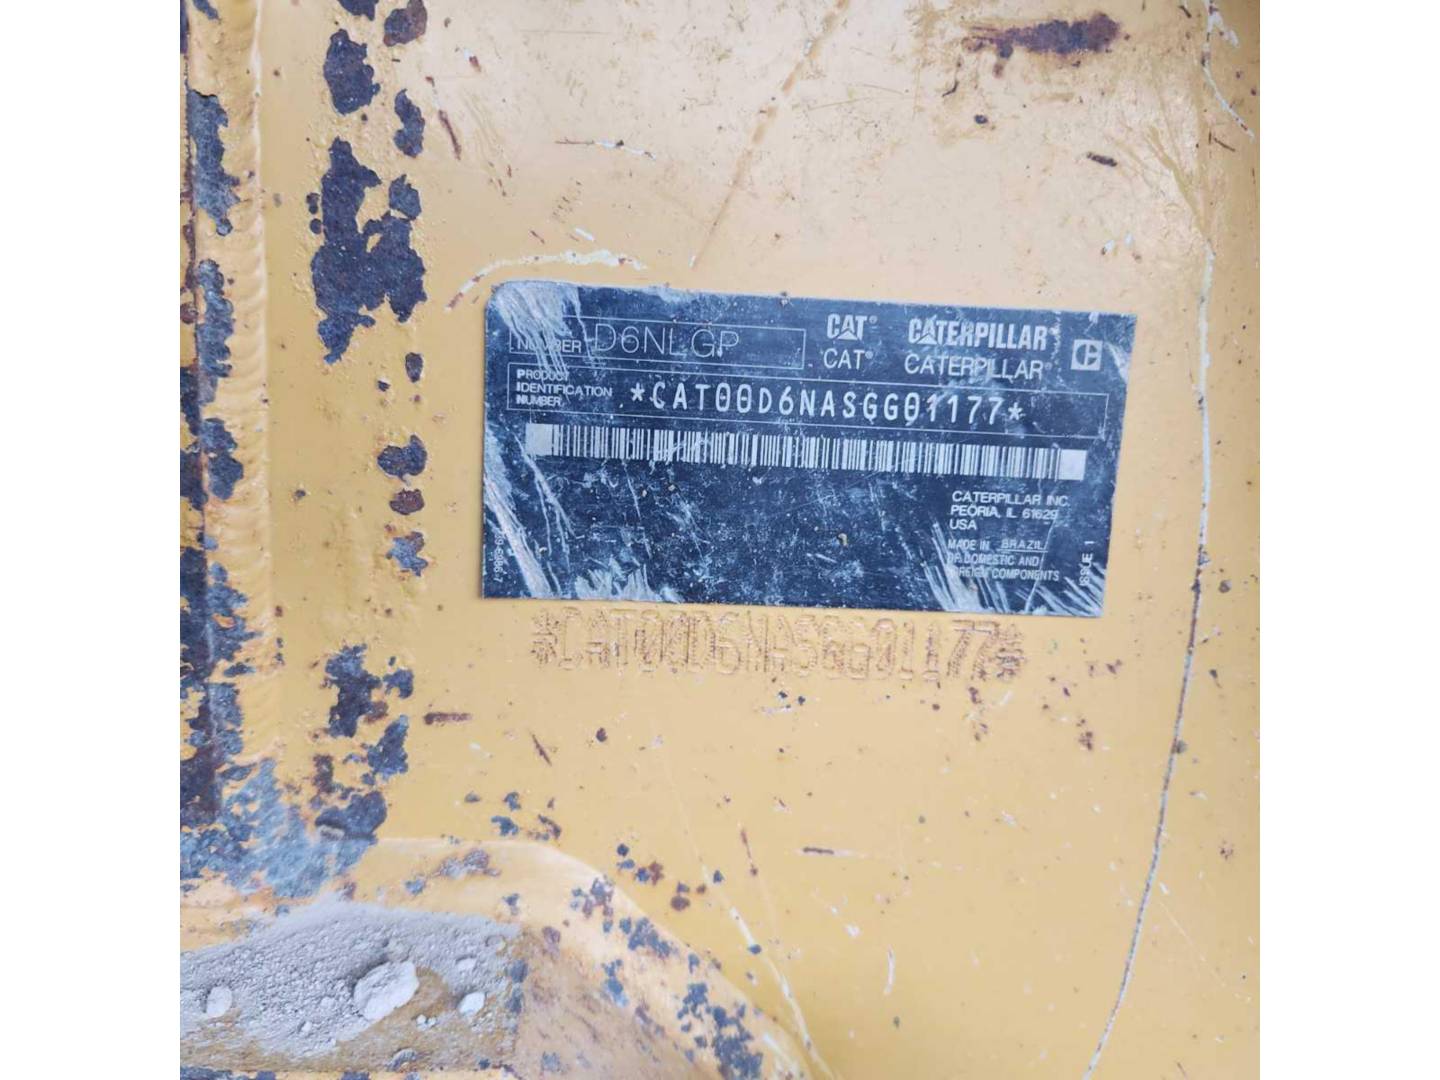 NUMBER D6NLGP
CAT® CATERPILLAR®
CAT® CATERPILLAR®
PRODUCT
IDENTIFICATION
NUMBER
*CAT00D6NASGG01177*
CATERPILLAR INC.
PEORIA, IL 61629
USA
MADE IN BRAZIL
OF DOMESTIC AND
FOREIGN COMPONENTS
ISSUE 1
*CAT00D6NASGG01177*